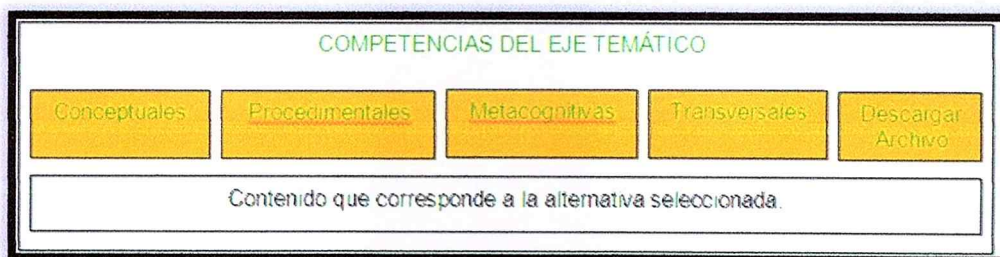 COMPETENCIAS DEL EJE TEMÁTICO
Conceptuales
Procedimentales
Metacognitivas
Transversales
Descargar
Archivo
Contenido que corresponde a la alternativa seleccionada.